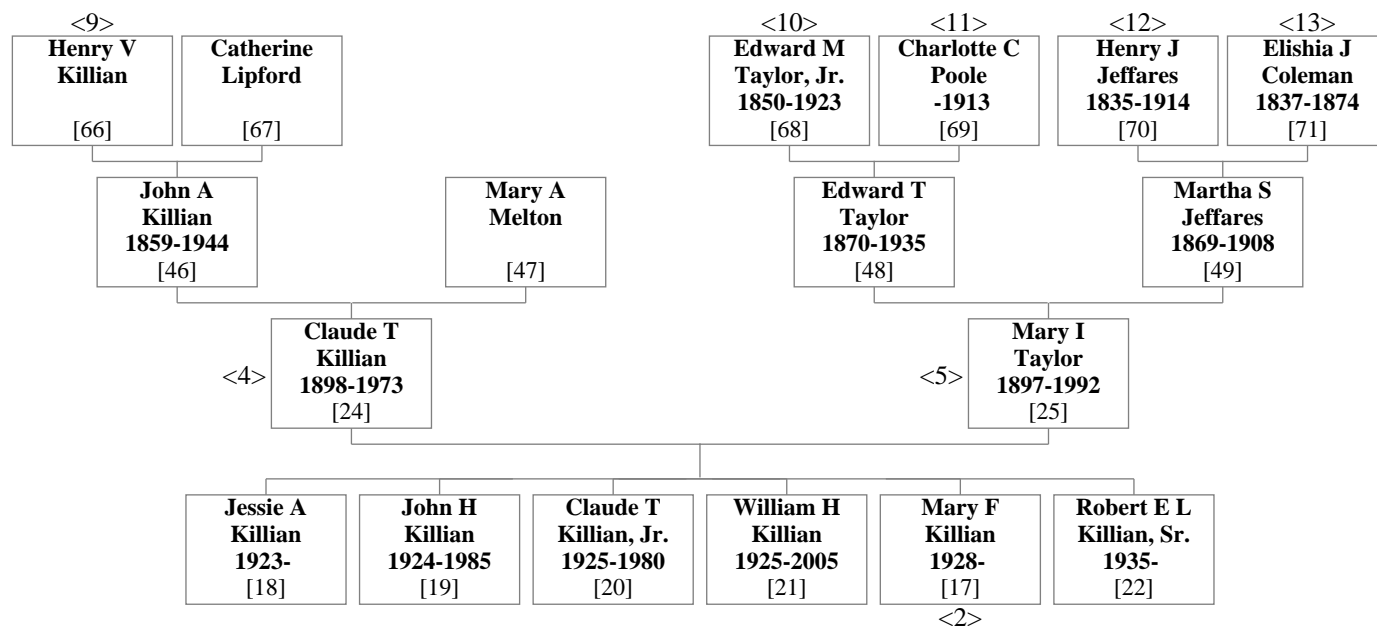 <9>
Henry V
Killian
[66]
Catherine
Lipford
[67]
<10>
Edward M
Taylor, Jr.
1850-1923
[68]
<11>
Charlotte C
Poole
-1913
[69]
<12>
Henry J
Jeffares
1835-1914
[70]
<13>
Elishia J
Coleman
1837-1874
[71]
John A
Killian
1859-1944
[46]
Mary A
Melton
[47]
Edward T
Taylor
1870-1935
[48]
Martha S
Jeffares
1869-1908
[49]
<4>
Claude T
Killian
1898-1973
[24]
<5>
Mary I
Taylor
1897-1992
[25]
Jessie A
Killian
1923-
[18]
John H
Killian
1924-1985
[19]
Claude T
Killian, Jr.
1925-1980
[20]
William H
Killian
1925-2005
[21]
Mary F
Killian
1928-
[17]
<2>
Robert E L
Killian, Sr.
1935-
[22]